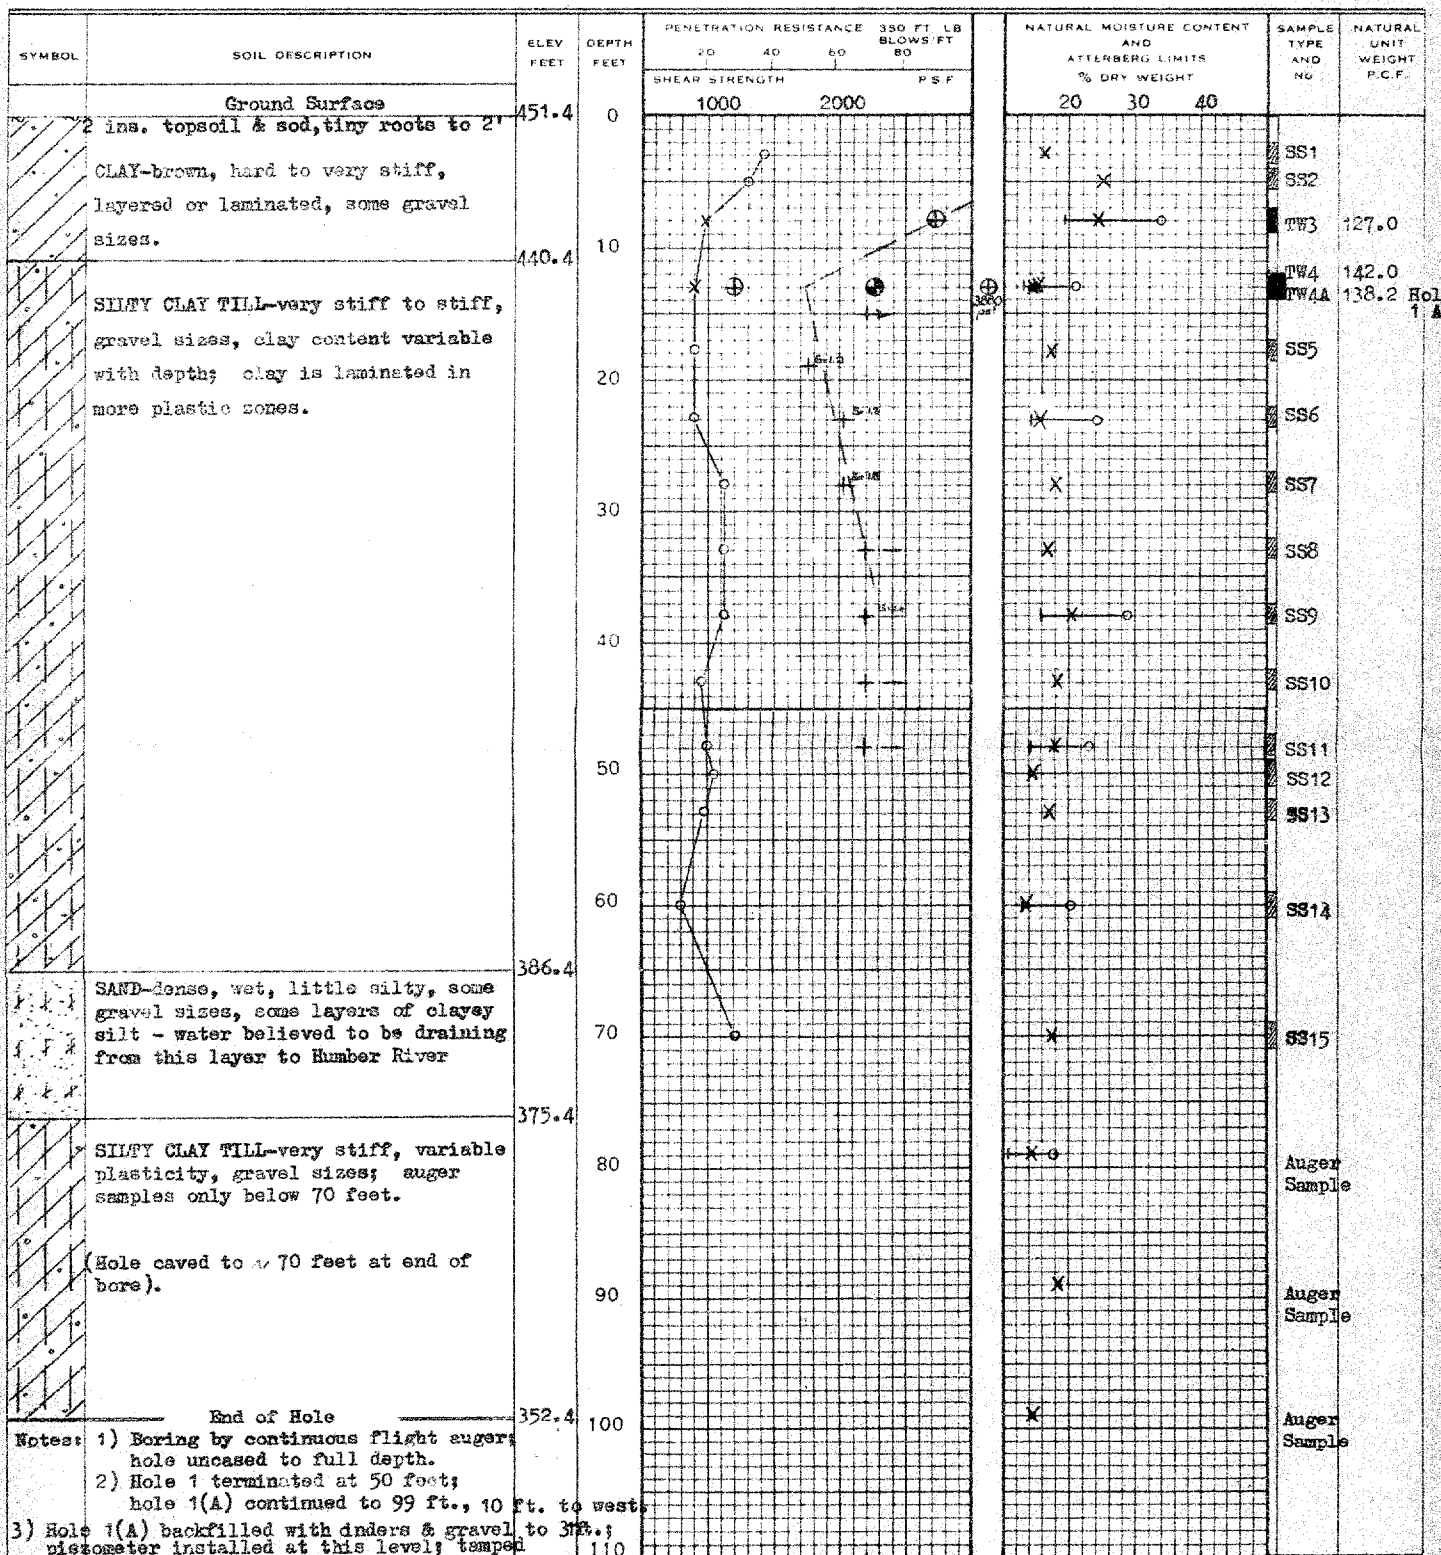 SYMBOL
SOIL DESCRIPTION
ELEV FEET
DEPTH FEET
PENETRATION RESISTANCE 350 FT LB
BLOWS/FT
20 40 60 80
SHEAR STRENGTH P.S.F
1000 2000
NATURAL MOISTURE CONTENT
AND
ATTERBERG LIMITS
% DRY WEIGHT
20 30 40
SAMPLE TYPE AND NO
NATURAL UNIT WEIGHT P.C.F.
Ground Surface
451.4
0
2 ins. topsoil & sod, tiny roots to 2'
CLAY-brown, hard to very stiff,
layered or laminated, some gravel
sizes.
SS1
SS2
TW3 127.0
10
440.4
SILTY CLAY TILL-very stiff to stiff,
gravel sizes, clay content variable
with depth; clay is laminated in
more plastic zones.
3880
TW4 142.0
TW4A 138.2 Hol
1 A
SS5
20
SS6
SS7
30
SS8
SS9
40
SS10
SS11
50
SS12
SS13
60
SS14
386.4
SAND-dense, wet, little silty, some
gravel sizes, some layers of clayey
silt - water believed to be draining
from this layer to Humber River
70
SS15
375.4
SILTY CLAY TILL-very stiff, variable
plasticity, gravel sizes; auger
samples only below 70 feet.
80
Auger
Sample
(Hole caved to ~ 70 feet at end of
bore).
90
Auger
Sample
End of Hole
352.4
100
Auger
Sample
Notes: 1) Boring by continuous flight auger;
hole uncased to full depth.
2) Hole 1 terminated at 50 feet;
hole 1(A) continued to 99 ft., 10 ft. to west.
3) Hole 1(A) backfilled with dnders & gravel to ft.;
piezometer installed at this level; tamped
110